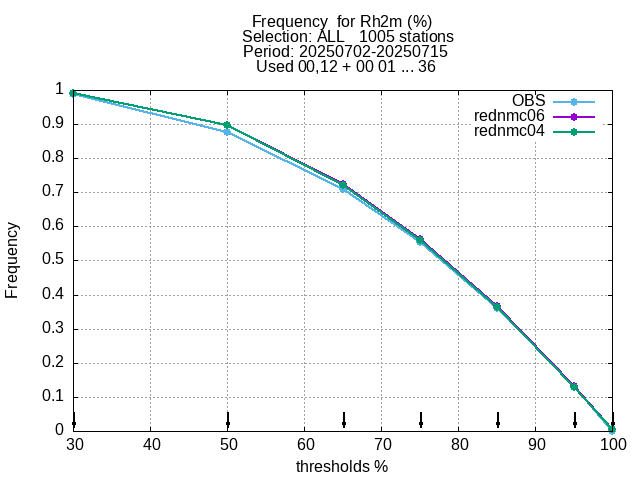 Frequency  for Rh2m (%)
Selection: ALL   1005 stations
Period: 20250702-20250715
Used 00,12 + 00 01 ... 36
OBS
rednmc06
rednmc04
1
0.9
0.8
0.7
0.6
0.5
0.4
0.3
0.2
0.1
0
Frequency
30 40 50 60 70 80 90 100
thresholds %